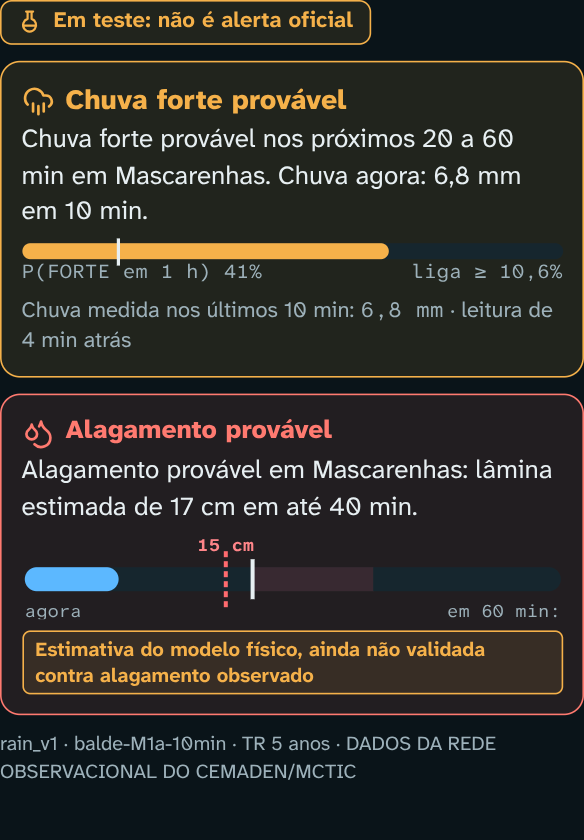 Em teste: não é alerta oficial
Chuva forte provável
Chuva forte provável nos próximos 20 a 60
min em Mascarenhas. Chuva agora: 6,8 mm
em 10 min.
P(FORTE em 1 h) 41%
liga ≥ 10,6%
Chuva medida nos últimos 10 min: 6,8 mm · leitura de
4 min atrás
Alagamento provável
Alagamento provável em Mascarenhas: lâmina
estimada de 17 cm em até 40 min.
15 cm
agora
em 60 min:
Estimativa do modelo físico, ainda não validada
contra alagamento observado
rain_v1 · balde-M1a-10min · TR 5 anos · DADOS DA REDE
OBSERVACIONAL DO CEMADEN/MCTIC